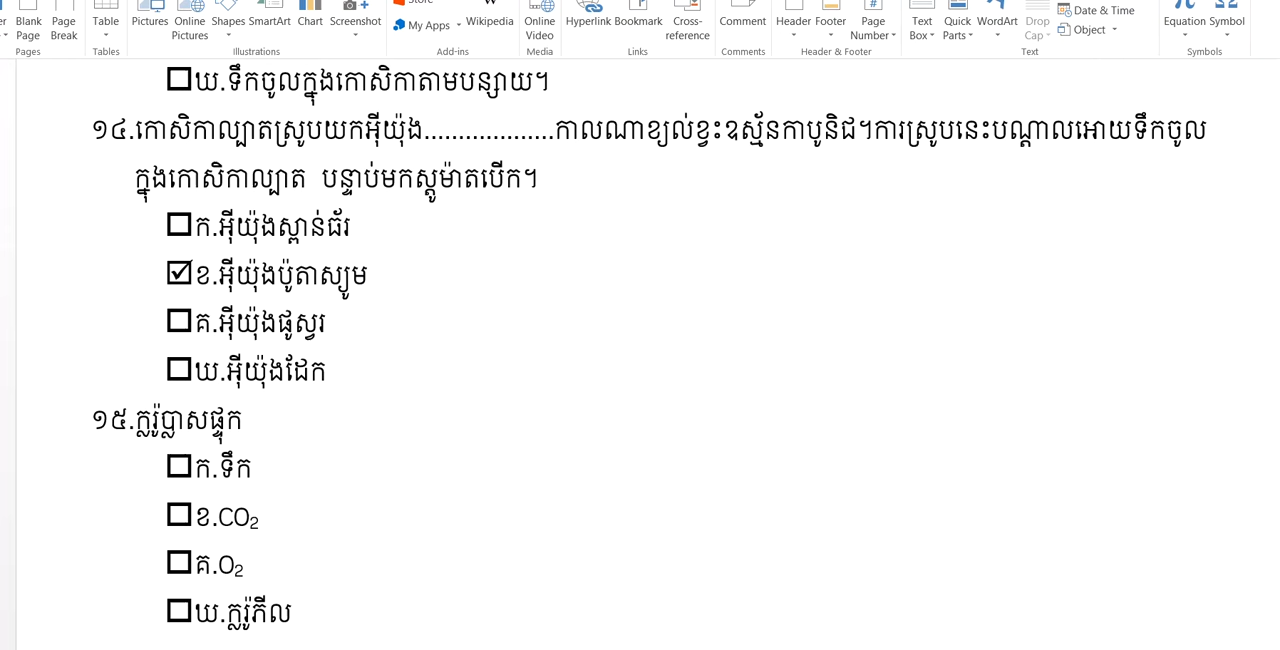 Blank Page
Page Break
Table
Pictures
Online Pictures
Shapes
SmartArt
Chart
Screenshot
My Apps
Wikipedia
Online Video
Hyperlink
Bookmark
Cross-reference
Comment
Header
Footer
Page Number
Text Box
Quick Parts
WordArt
Drop Cap
Date & Time
Object
Equation
Symbol
Pages
Tables
Illustrations
Add-ins
Media
Links
Comments
Header & Footer
Text
Symbols
ឃ.ទឹកចូលក្នុងកោសិកាតាមបន្សាយ។
១៤.កោសិកាល្បាតស្រូបយកអ៊ីយ៉ុង...................កាលណាខ្យល់ខ្វះឧស្ម័នកាបូនិជ។ការស្រូបនេះបណ្តាលអោយទឹកចូល
ក្នុងកោសិកាល្បាត បន្ទាប់មកស្តូម៉ាតបើក។
ក.អ៊ីយ៉ុងស្ពាន់ធ័រ
☑ ខ.អ៊ីយ៉ុងប៉ូតាស្យូម
គ.អ៊ីយ៉ុងផូស្វរ
ឃ.អ៊ីយ៉ុងដែក
១៥.ក្លរ៉ូប្លាសផ្ទុក
ក.ទឹក
ខ.CO₂
គ.O₂
ឃ.ក្លរ៉ូភីល